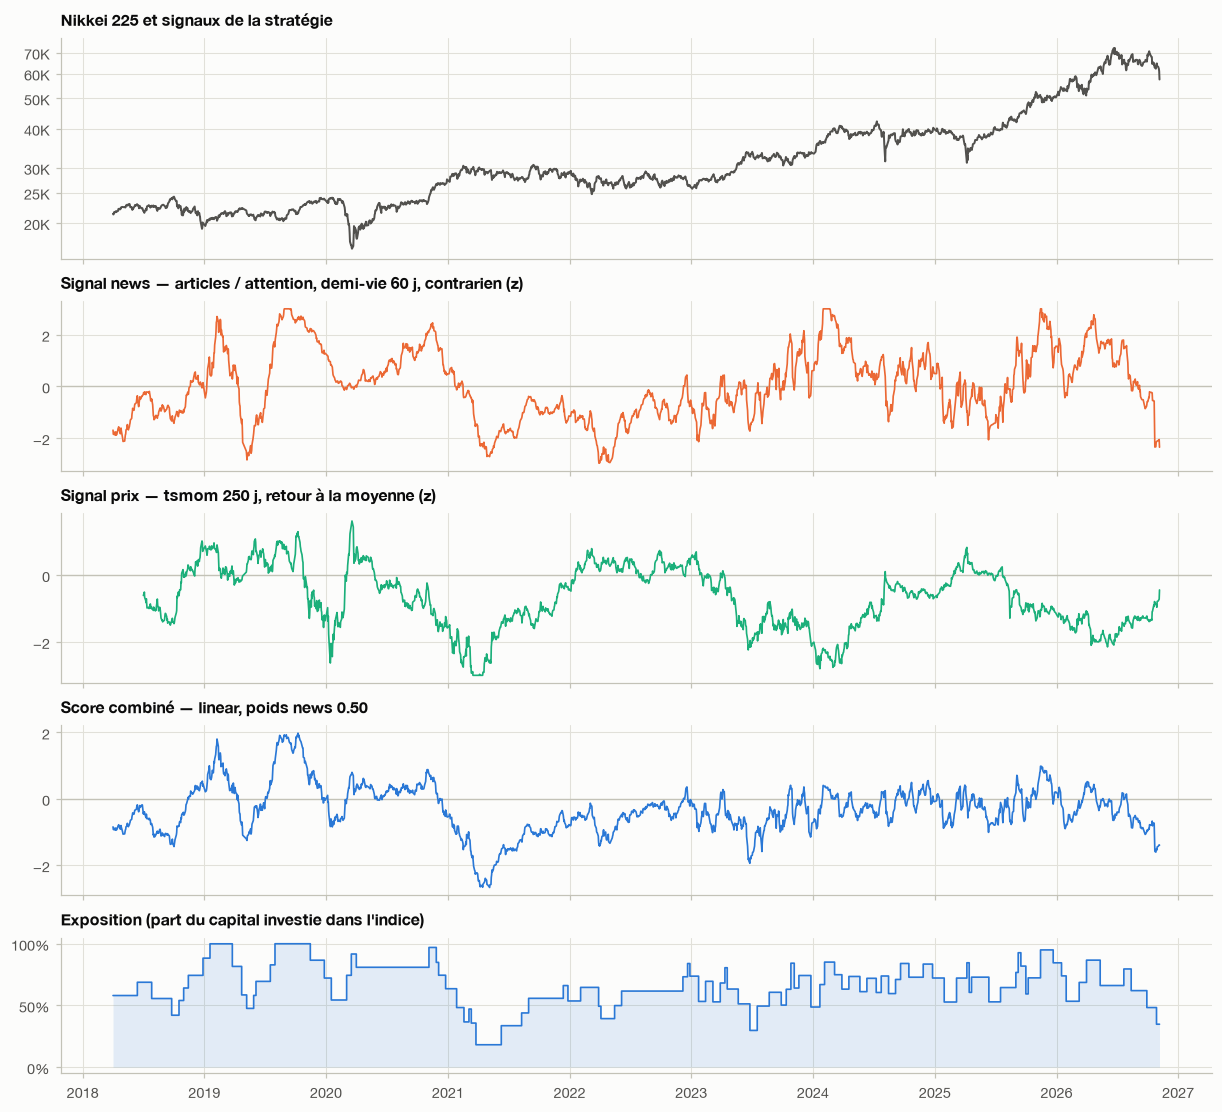 Nikkei 225 et signaux de la stratégie
70K
60K
50K
40K
30K
25K
20K
Signal news — articles / attention, demi-vie 60 j, contrarien (z)
2
0
−2
Signal prix — tsmom 250 j, retour à la moyenne (z)
0
−2
Score combiné — linear, poids news 0.50
2
0
−2
Exposition (part du capital investie dans l'indice)
100%
50%
0%
2018 2019 2020 2021 2022 2023 2024 2025 2026 2027